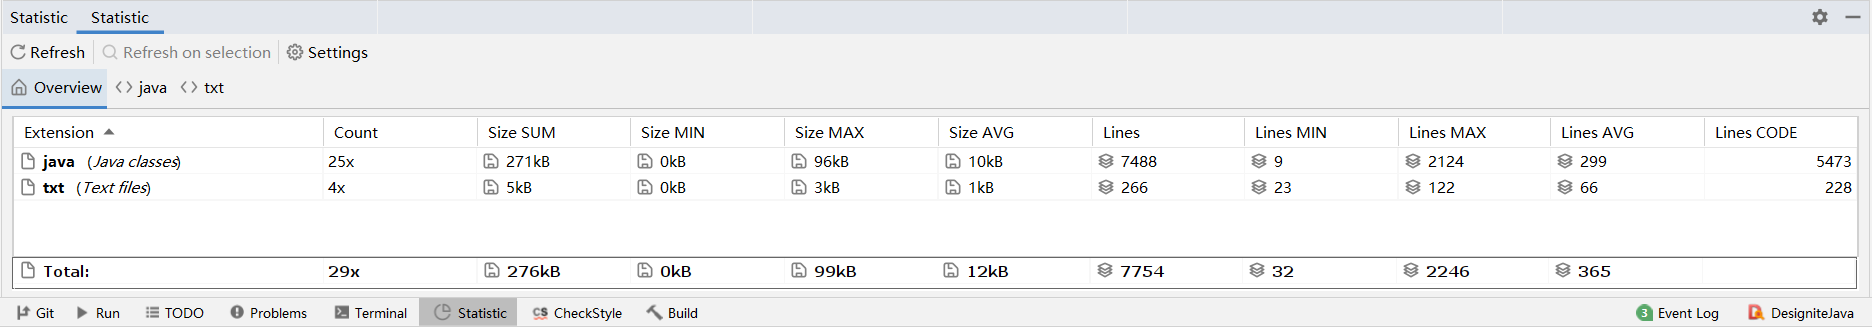 Statistic Statistic
Refresh Refresh on selection Settings
Overview java txt
Extension Count Size SUM Size MIN Size MAX Size AVG Lines Lines MIN Lines MAX Lines AVG Lines CODE
java (Java classes) 25x 271kB 0kB 96kB 10kB 7488 9 2124 299 5473
txt (Text files) 4x 5kB 0kB 3kB 1kB 266 23 122 66 228
Total: 29x 276kB 0kB 99kB 12kB 7754 32 2246 365
Git Run TODO Problems Terminal Statistic CS CheckStyle Build 3 Event Log DesigniteJava